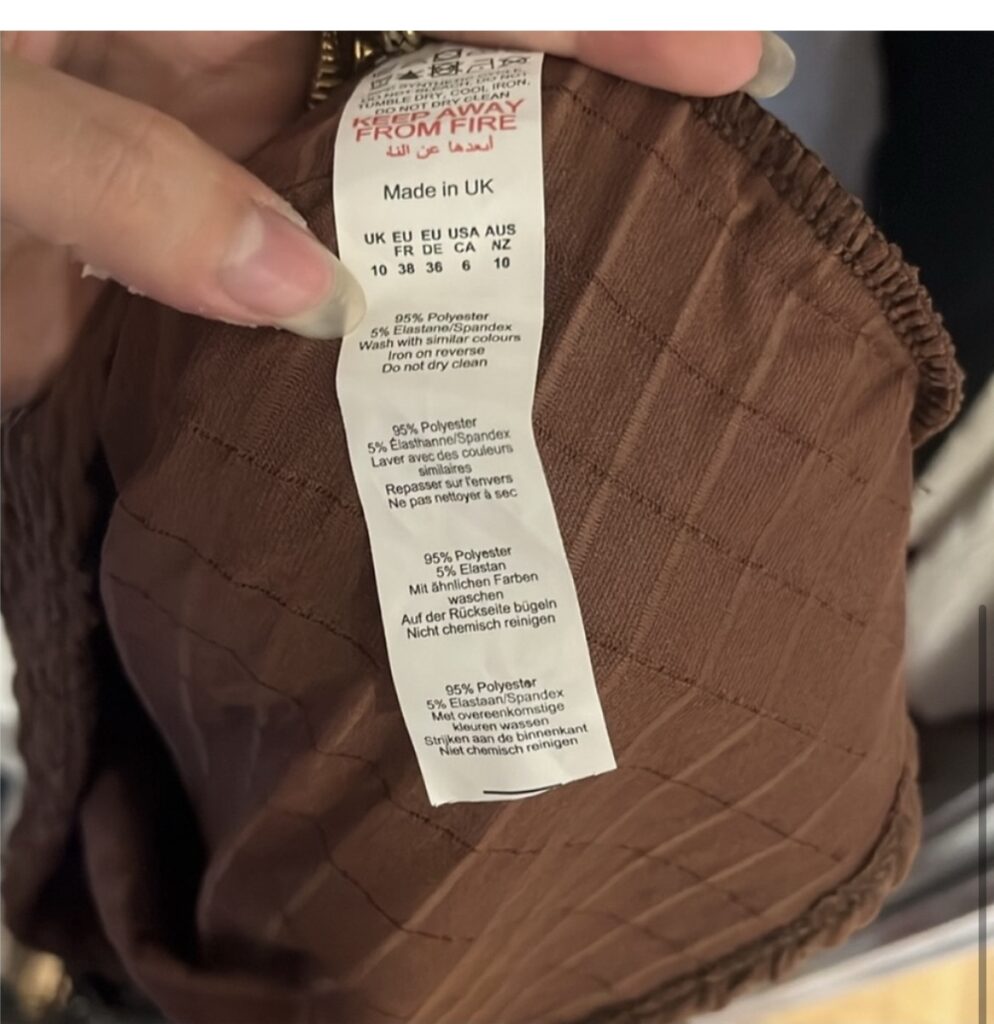 TUMBLE DRY, COOL IRON,
DO NOT DRY CLEAN
KEEP AWAY
FROM FIRE
أبعدها عن النا
Made in UK
UK EU EU USA AUS
FR DE CA NZ
10 38 36 6 10
95% Polyester
5% Elastane/Spandex
Wash with similar colours
Iron on reverse
Do not dry clean
95% Polyester
5% Élasthanne/Spandex
Laver avec des couleurs
similaires
Repasser sur l'envers
Ne pas nettoyer à sec
95% Polyester
5% Elastan
Mit ähnlichen Farben
waschen
Auf der Rückseite bügeln
Nicht chemisch reinigen
95% Polyester
5% Elastaan/Spandex
Met overeenkomstige
kleuren wassen
Strijken aan de binnenkant
Niet chemisch reinigen